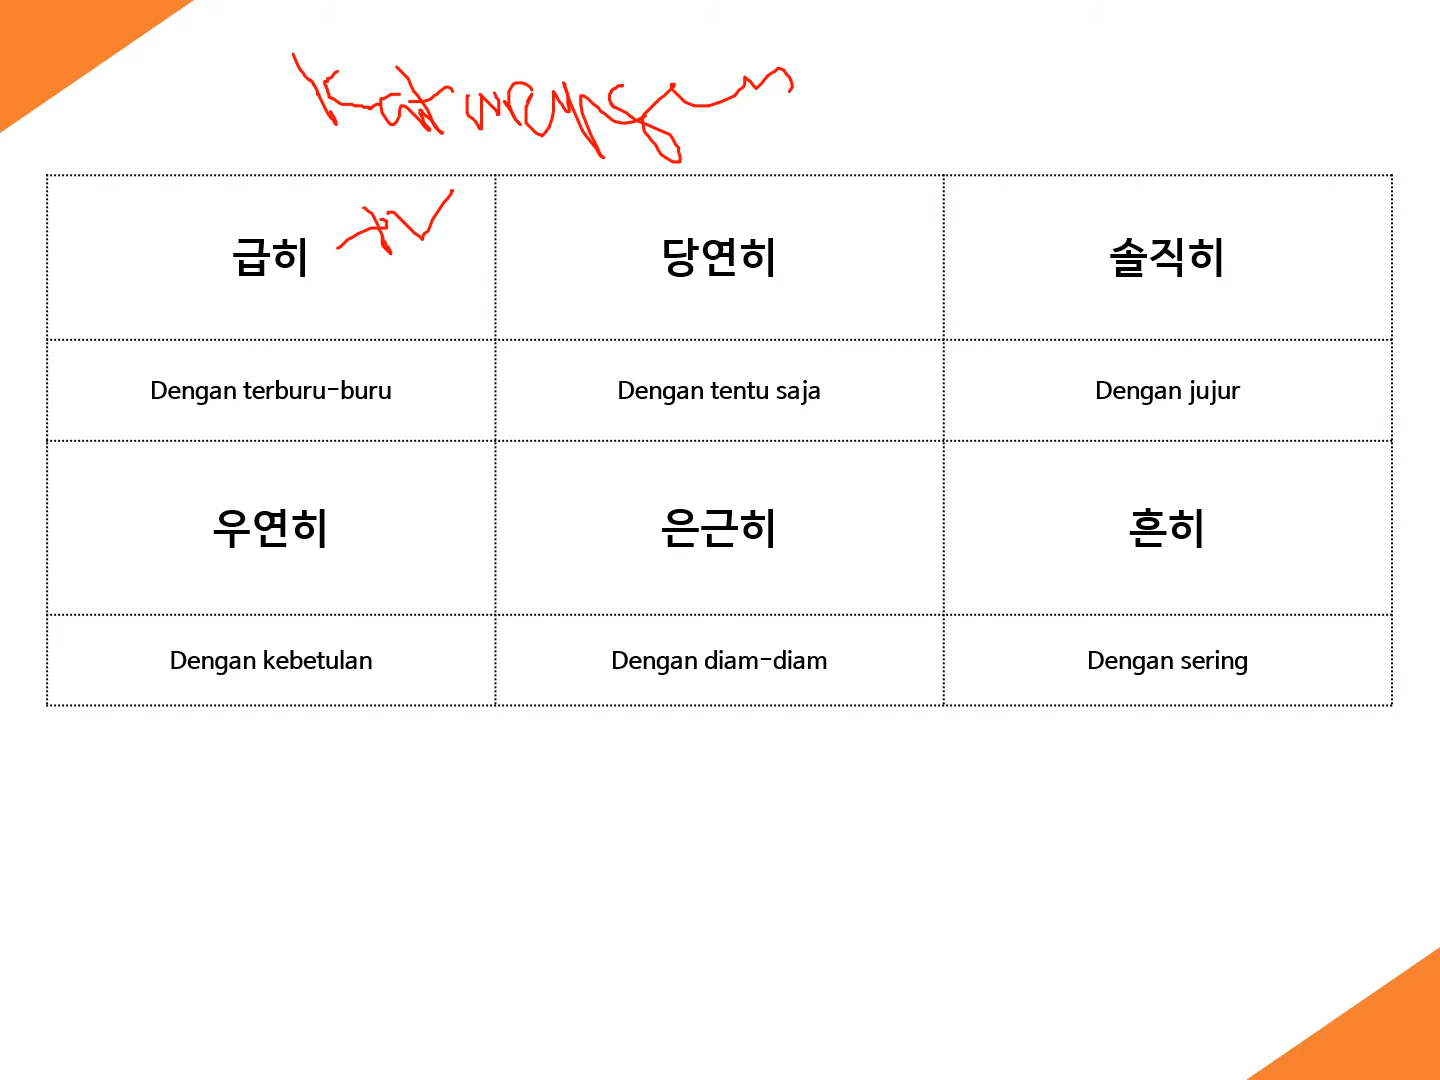 급히 당연히 솔직히
Dengan terburu-buru Dengan tentu saja Dengan jujur
우연히 은근히 흔히
Dengan kebetulan Dengan diam-diam Dengan sering